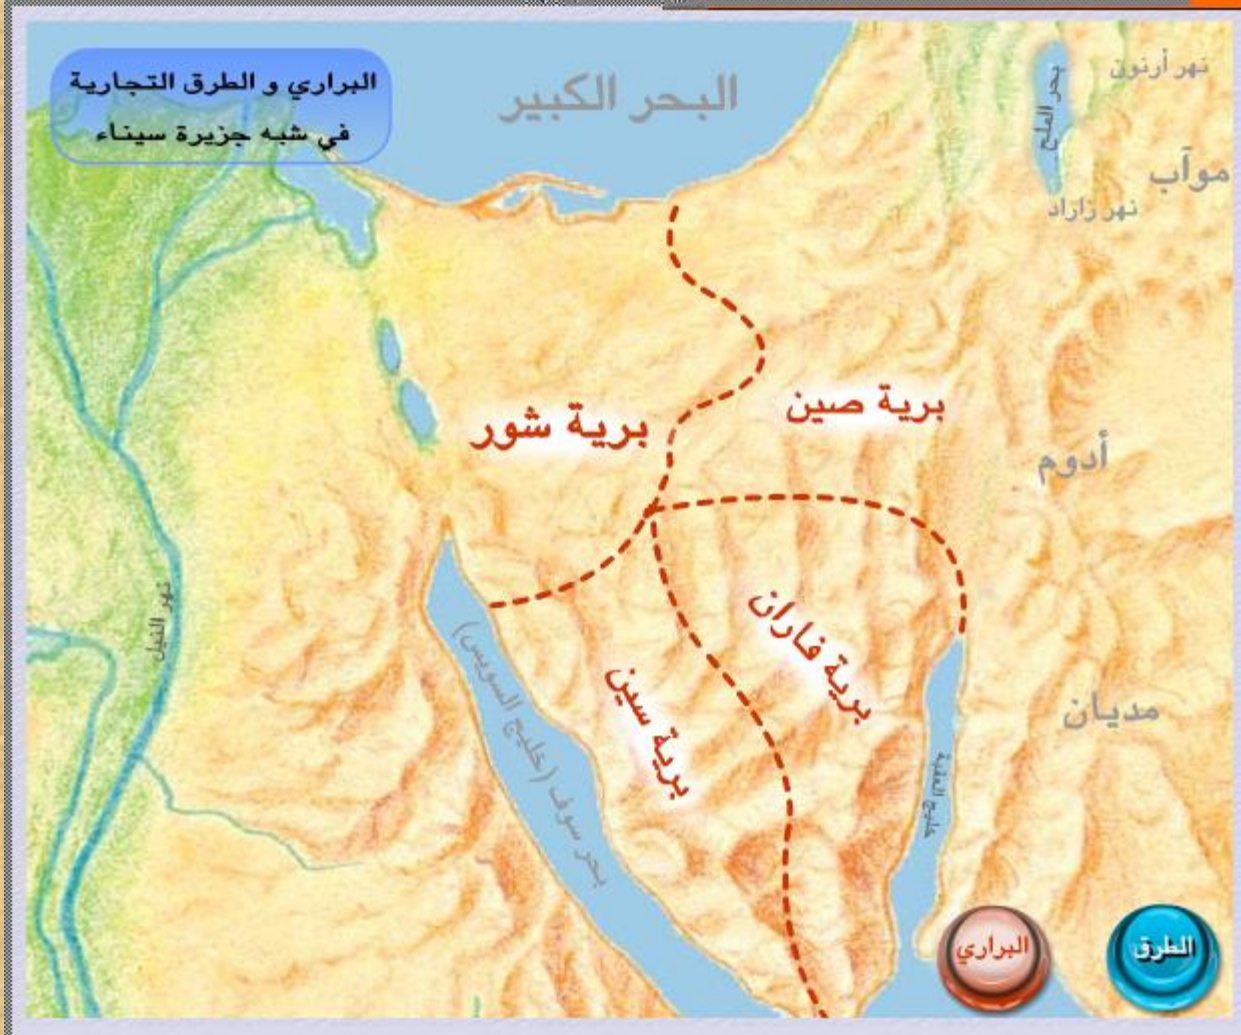 البراري و الطرق التجارية
في شبه جزيرة سيناء
البحر الكبير
نهر أرنون
بحر الملح
موآب
نهر زاراد
برية صين
برية شور
أدوم
نهر النيل
برية فاران
برية سين
مديان
بحر سوف (خليج السويس)
خليج العقبة
البراري
الطرق